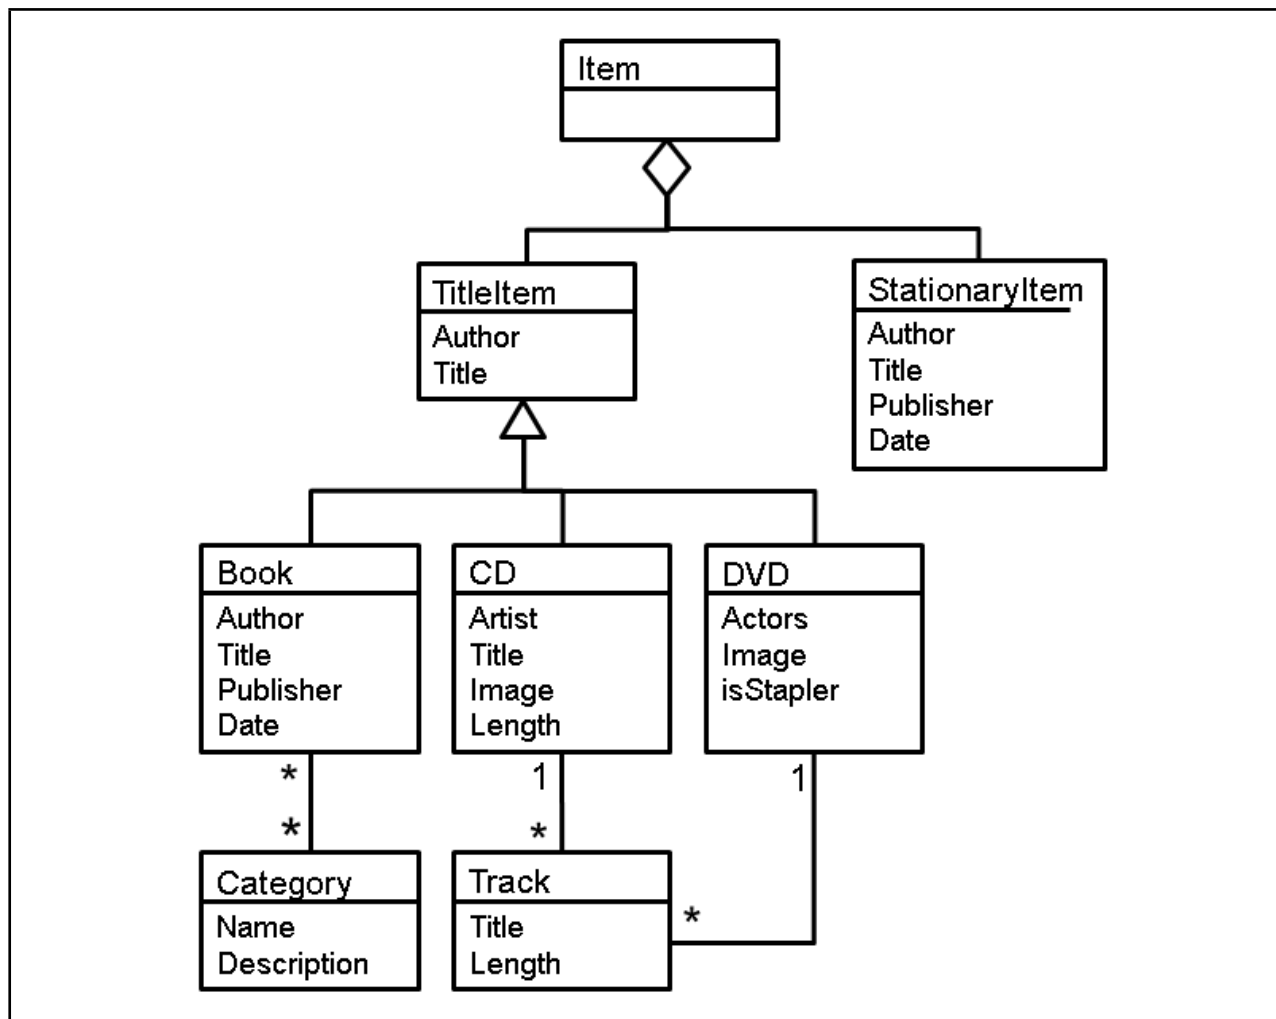 Item
TitleItem
Author
Title
StationaryItem
Author
Title
Publisher
Date
Book
Author
Title
Publisher
Date
CD
Artist
Title
Image
Length
DVD
Actors
Image
isStapler
*
*
1
*
1
*
Category
Name
Description
Track
Title
Length